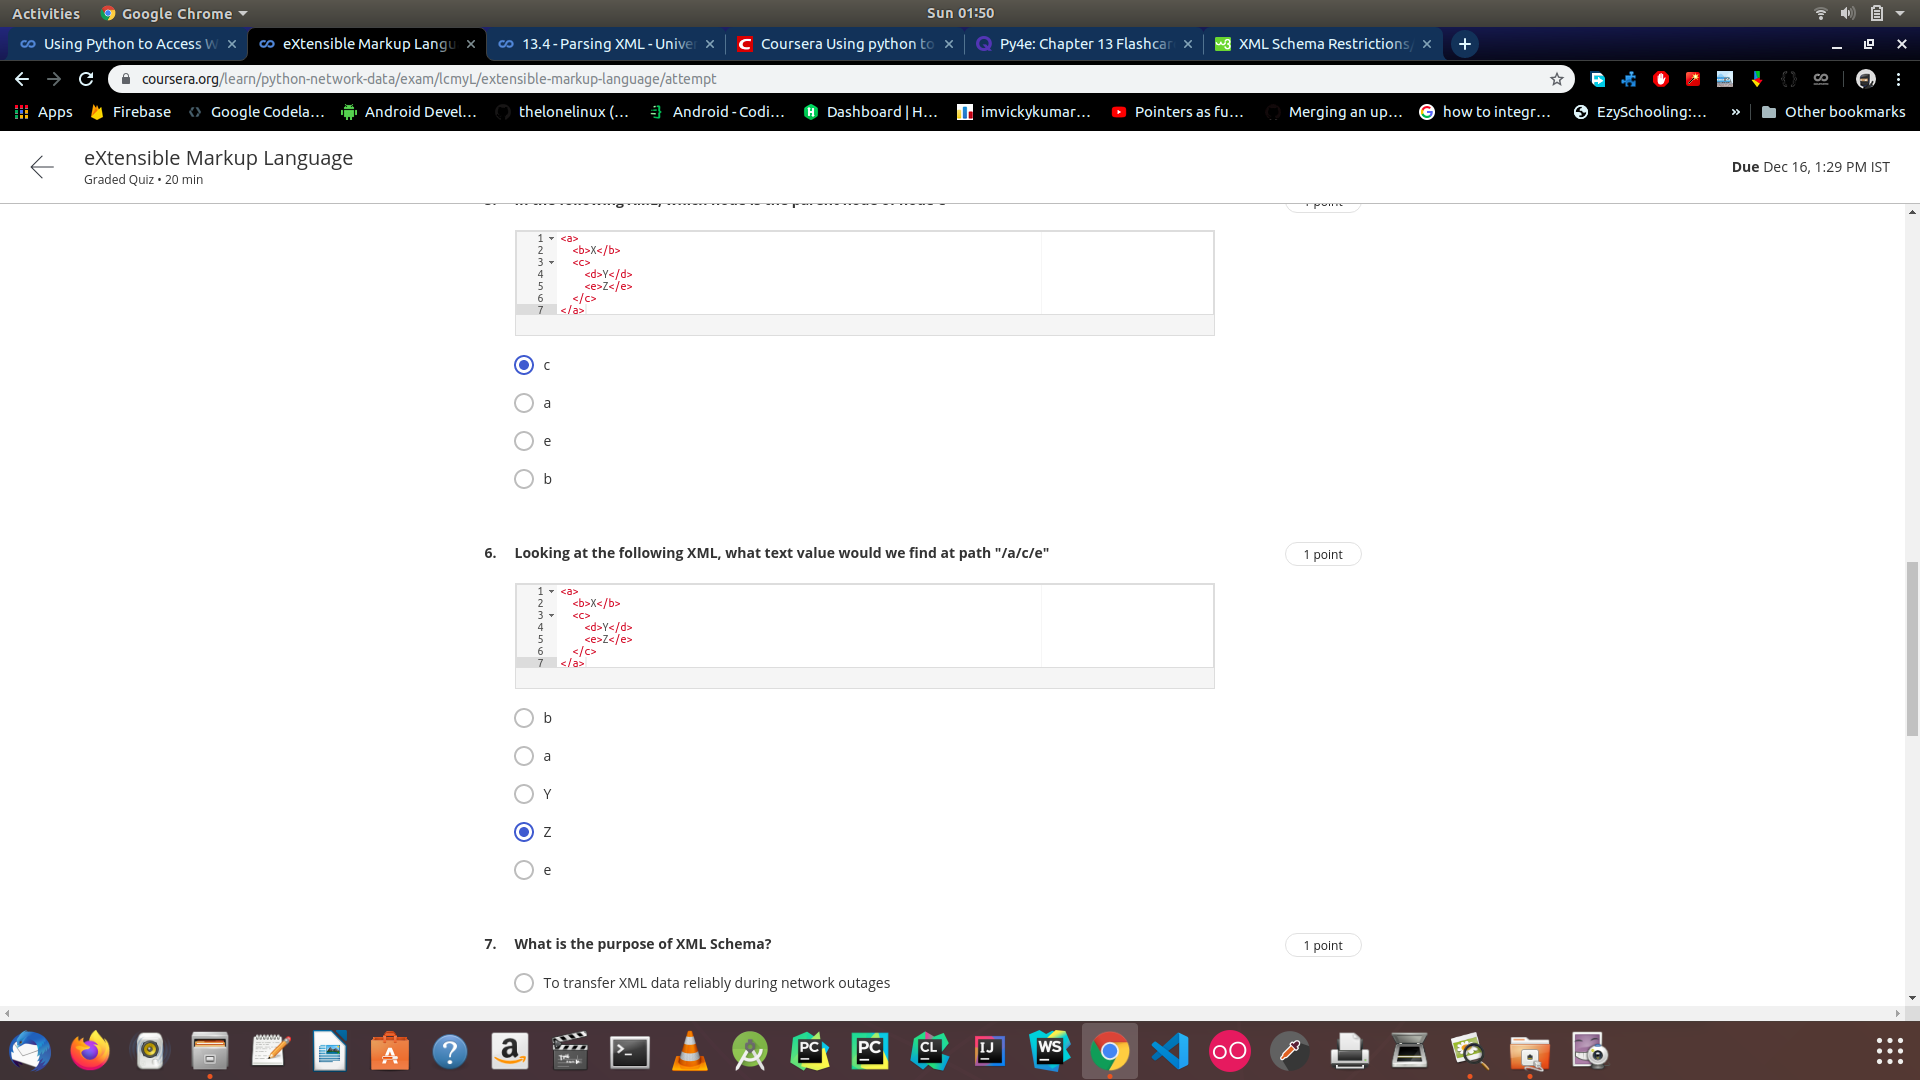 Activities
Google Chrome
Sun 01:50
Using Python to Access W
eXtensible Markup Langu
13.4 - Parsing XML - Univer
Coursera Using python to
Py4e: Chapter 13 Flashcar
XML Schema Restrictions,
coursera.org/learn/python-network-data/exam/lcmyL/extensible-markup-language/attempt
Apps
Firebase
Google Codela...
Android Devel...
thelonelinux (...
Android - Codi...
Dashboard | H...
imvickykumar...
Pointers as fu...
Merging an up...
how to integr...
EzySchooling:...
»
Other bookmarks
eXtensible Markup Language
Graded Quiz • 20 min
Due Dec 16, 1:29 PM IST
1 point
1 <a>
2 <b>X</b>
3 <c>
4 <d>Y</d>
5 <e>Z</e>
6 </c>
7 </a>
c
a
e
b
6. Looking at the following XML, what text value would we find at path "/a/c/e"
1 point
1 <a>
2 <b>X</b>
3 <c>
4 <d>Y</d>
5 <e>Z</e>
6 </c>
7 </a>
b
a
Y
Z
e
7. What is the purpose of XML Schema?
1 point
To transfer XML data reliably during network outages